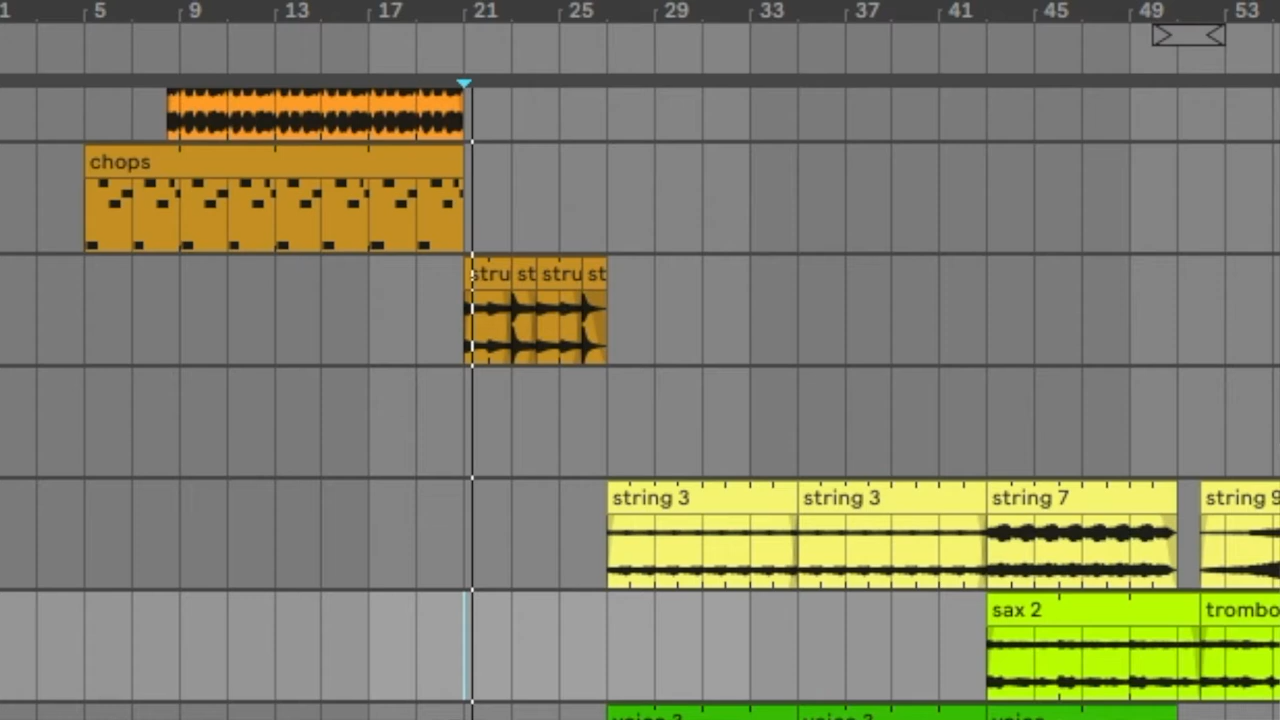 1 5 9 13 17 21 25 29 33 37 41 45 49 53
chops
stru st stru st
string 3 string 3 string 7 string 9
sax 2 trombo